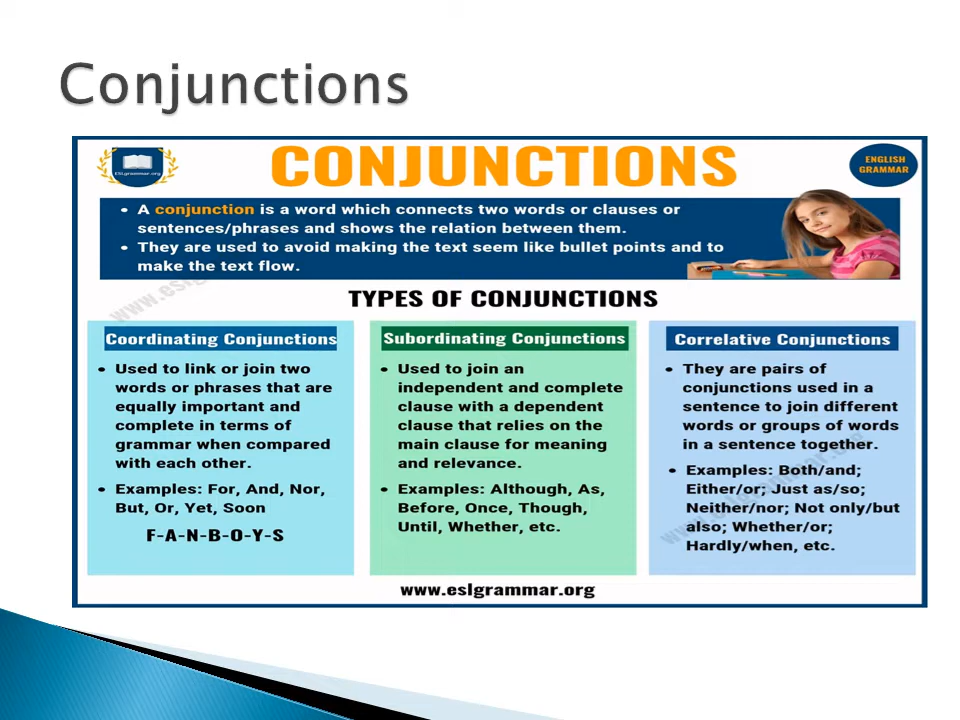 Conjunctions
ESLgrammar.org
CONJUNCTIONS
ENGLISH
GRAMMAR
• A conjunction is a word which connects two words or clauses or
sentences/phrases and shows the relation between them.
• They are used to avoid making the text seem like bullet points and to
make the text flow.
TYPES OF CONJUNCTIONS
Coordinating Conjunctions
• Used to link or join two
words or phrases that are
equally important and
complete in terms of
grammar when compared
with each other.
• Examples: For, And, Nor,
But, Or, Yet, Soon
F-A-N-B-O-Y-S
Subordinating Conjunctions
• Used to join an
independent and complete
clause with a dependent
clause that relies on the
main clause for meaning
and relevance.
• Examples: Although, As,
Before, Once, Though,
Until, Whether, etc.
Correlative Conjunctions
• They are pairs of
conjunctions used in a
sentence to join different
words or groups of words
in a sentence together.
• Examples: Both/and;
Either/or; Just as/so;
Neither/nor; Not only/but
also; Whether/or;
Hardly/when, etc.
www.eslgrammar.org